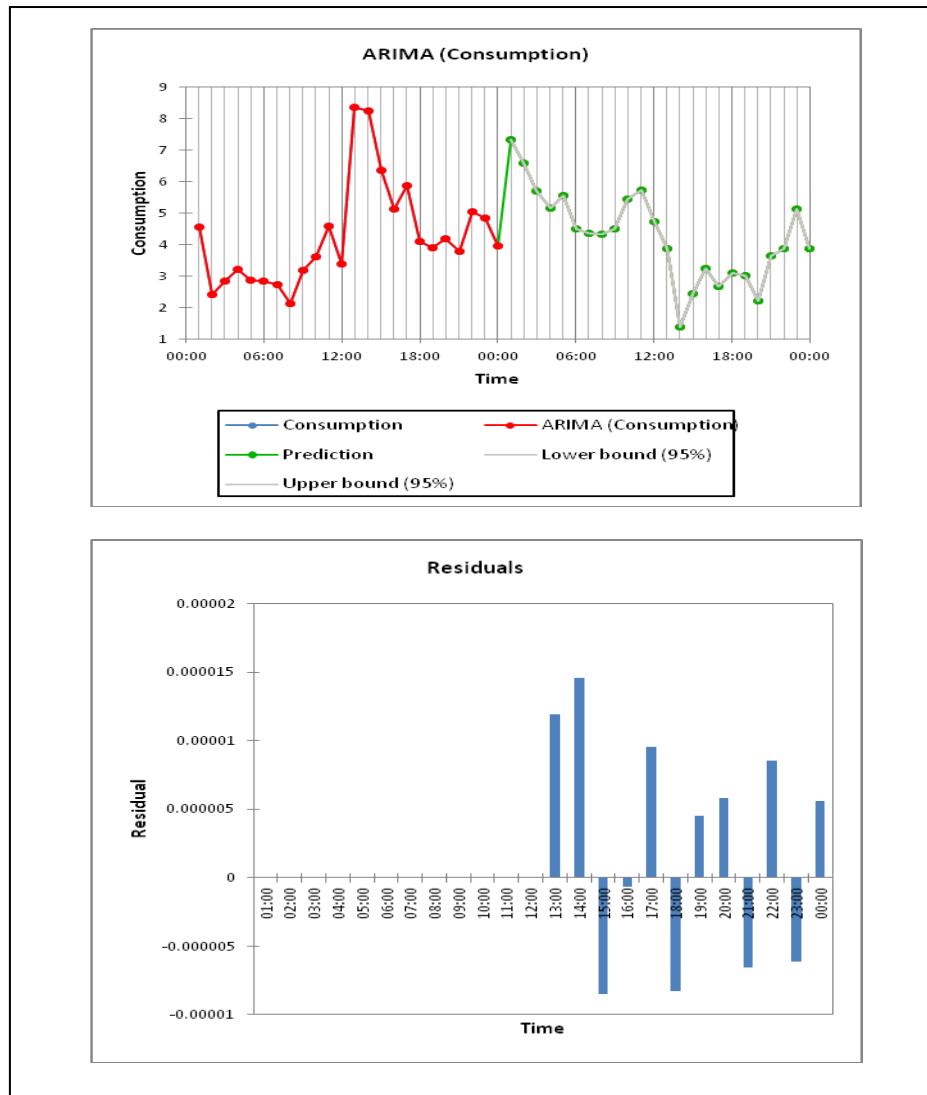 ARIMA (Consumption)
9
8
7
6
5
4
3
2
1
Consumption
00:00 06:00 12:00 18:00 00:00 06:00 12:00 18:00 00:00
Time
Consumption ARIMA (Consumption)
Prediction Lower bound (95%)
Upper bound (95%)
Residuals
0.00002
0.000015
0.00001
0.000005
0
-0.000005
-0.00001
Residual
01:00 02:00 03:00 04:00 05:00 06:00 07:00 08:00 09:00 10:00 11:00 12:00 13:00 14:00 15:00 16:00 17:00 18:00 19:00 20:00 21:00 22:00 23:00 00:00
Time